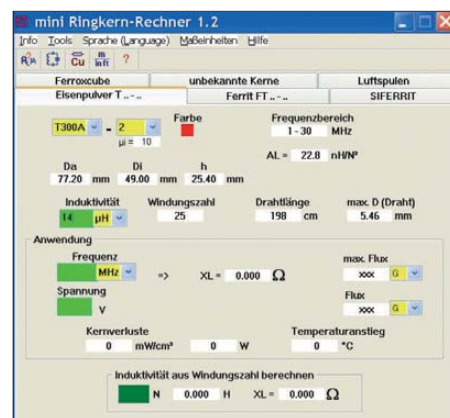 mini Ringkern-Rechner 1.2
Info Tools Sprache (Language) Maßeinheiten Hilfe
Cu m in ft ?
Ferroxcube unbekannte Kerne Luftspulen
Eisenpulver T .. - .. Ferrit FT .. - .. SIFERRIT
Farbe Frequenzbereich
T300A - 2 1 - 30 MHz
µi = 10
AL = 22.8 nH/N²
Da Di h
77.20 mm 49.00 mm 25.40 mm
Induktivität Windungszahl Drahtlänge max. D (Draht)
14 µH 25 198 cm 5.46 mm
Anwendung
Frequenz max. Flux
MHz => XL = 0.000 Ω xxx G
Spannung Flux
V xxx G
Kernverluste Temperaturanstieg
0 mW/cm³ 0 W 0 °C
Induktivität aus Windungszahl berechnen
N 0.000 H XL = 0.000 Ω